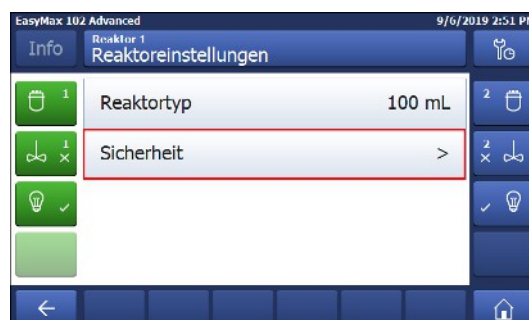 EasyMax 102 Advanced
9/6/2019 2:51 PM
Info
Reaktor 1
Reaktoreinstellungen
1
Reaktortyp
100 mL
2
1
Sicherheit
>
2